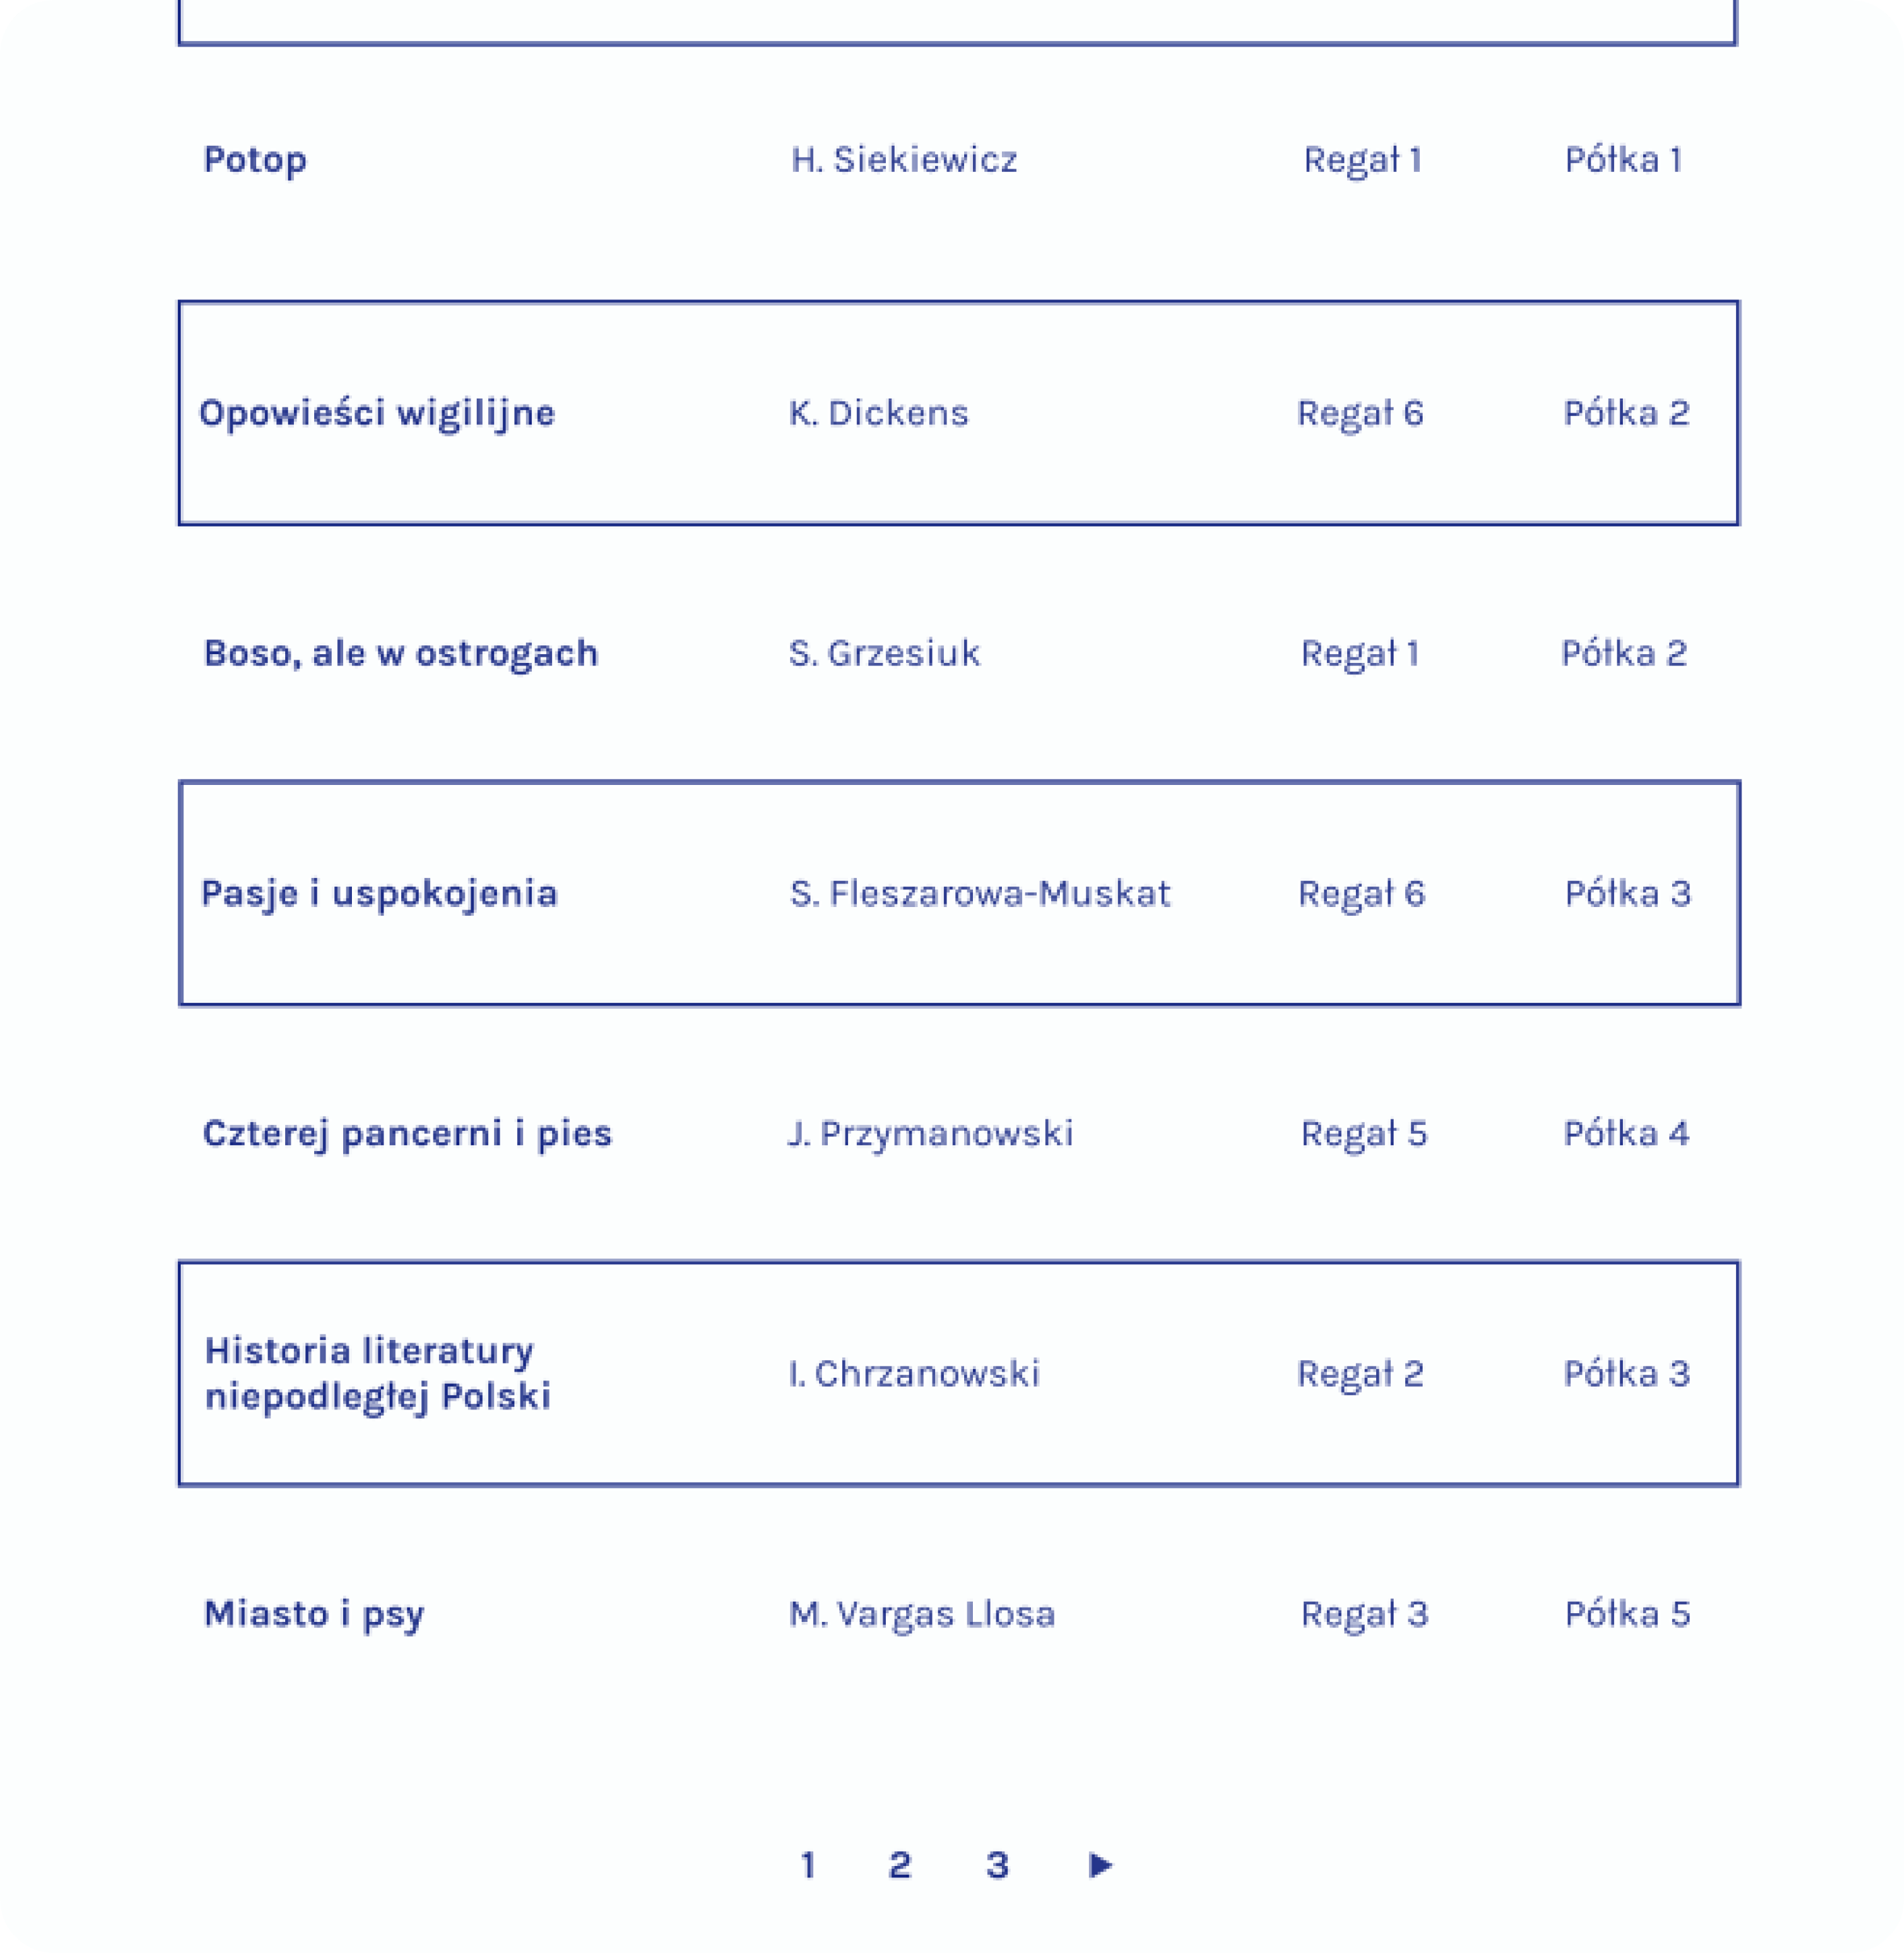 Potop H. Siekiewicz Regał 1 Półka 1
Opowieści wigilijne K. Dickens Regał 6 Półka 2
Boso, ale w ostrogach S. Grzesiuk Regał 1 Półka 2
Pasje i uspokojenia S. Fleszarowa-Muskat Regał 6 Półka 3
Czterej pancerni i pies J. Przymanowski Regał 5 Półka 4
Historia literatury
niepodległej Polski I. Chrzanowski Regał 2 Półka 3
Miasto i psy M. Vargas Llosa Regał 3 Półka 5
1 2 3